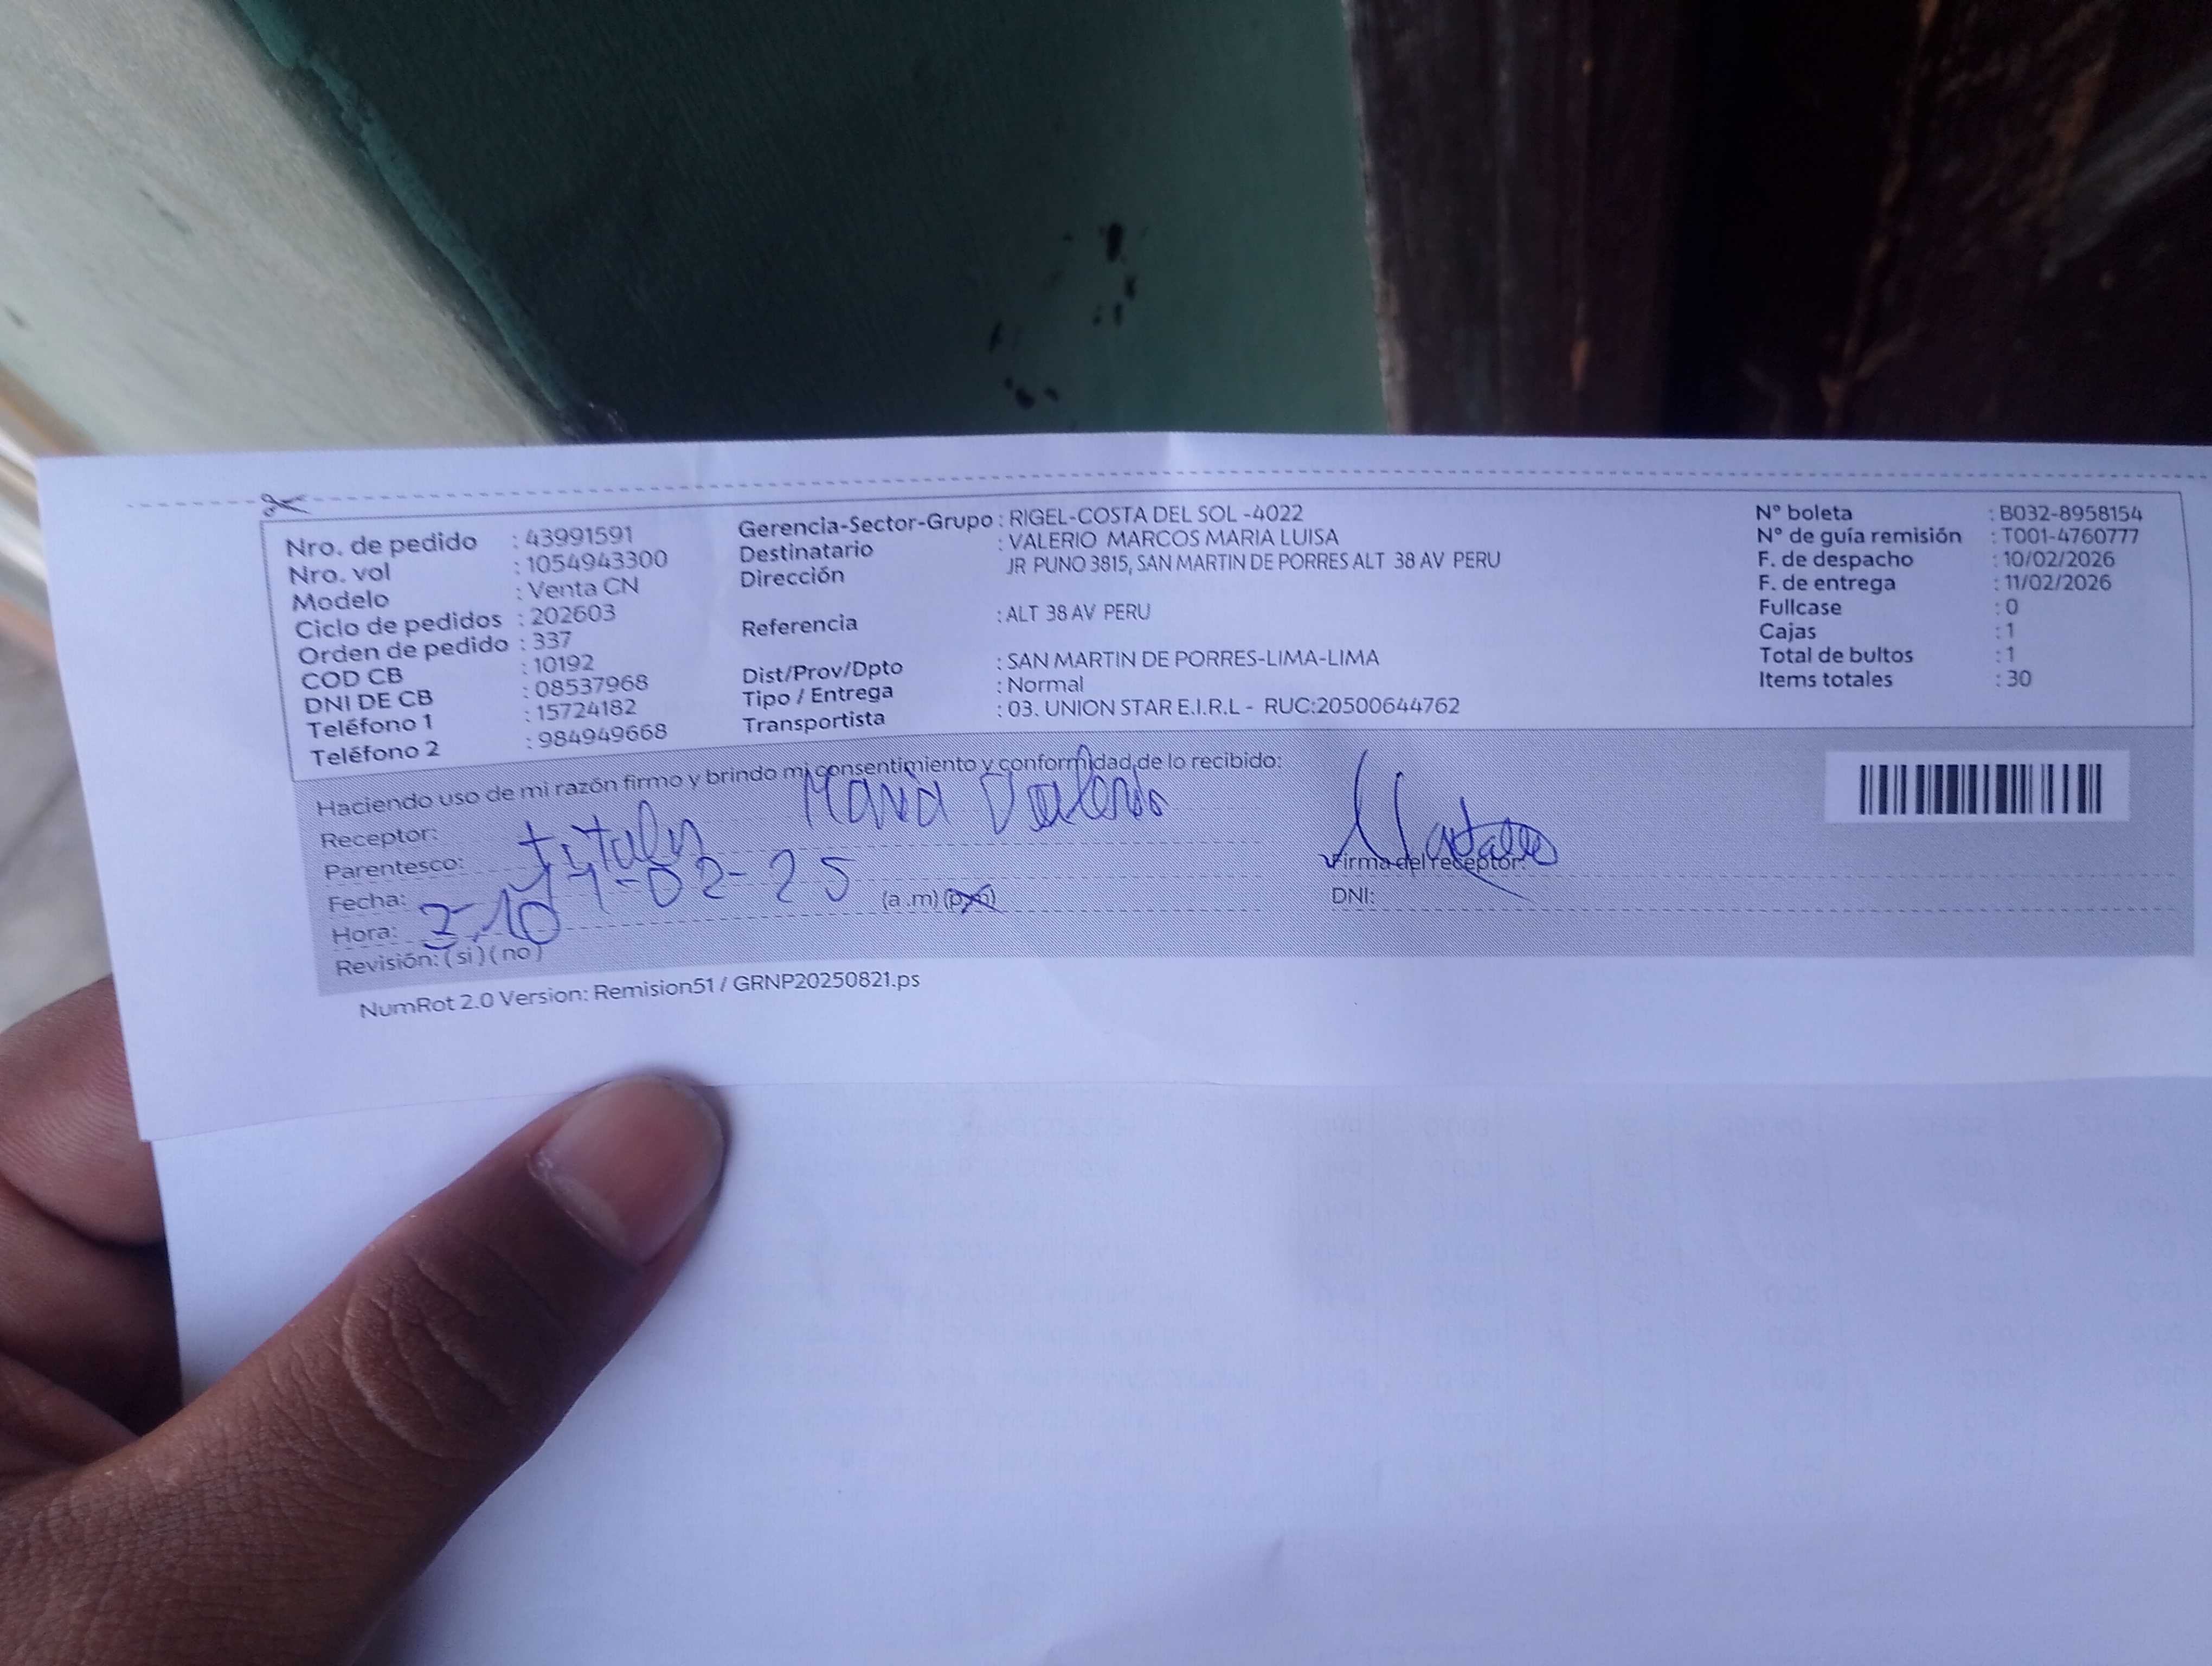 Nro. de pedido : 43991591
Nro. vol : 1054943300
Modelo : Venta CN
Ciclo de pedidos : 202603
Orden de pedido : 337
COD CB : 10192
DNI DE CB : 08537968
Teléfono 1 : 15724182
Teléfono 2 : 984949668
Gerencia-Sector-Grupo : RIGEL-COSTA DEL SOL -4022
Destinatario : VALERIO MARCOS MARIA LUISA
Dirección JR PUNO 3815, SAN MARTIN DE PORRES ALT 38 AV PERU
Referencia : ALT 38 AV PERU
Dist/Prov/Dpto : SAN MARTIN DE PORRES-LIMA-LIMA
Tipo / Entrega : Normal
Transportista : 03. UNION STAR E.I.R.L - RUC:20500644762
N° boleta : B032-8958154
N° de guía remisión : T001-4760777
F. de despacho : 10/02/2026
F. de entrega : 11/02/2026
Fullcase : 0
Cajas : 1
Total de bultos : 1
Items totales : 30
Haciendo uso de mi razón firmo y brindo mi consentimiento y conformidad de lo recibido:
Receptor: Maria Valerio
Parentesco:
Fecha: 11-02-25
Hora: 3:10 (a .m) (p.m)
Revisión: ( si ) ( no )
Firma del receptor:
DNI:
NumRot 2.0 Version: Remision51 / GRNP20250821.ps